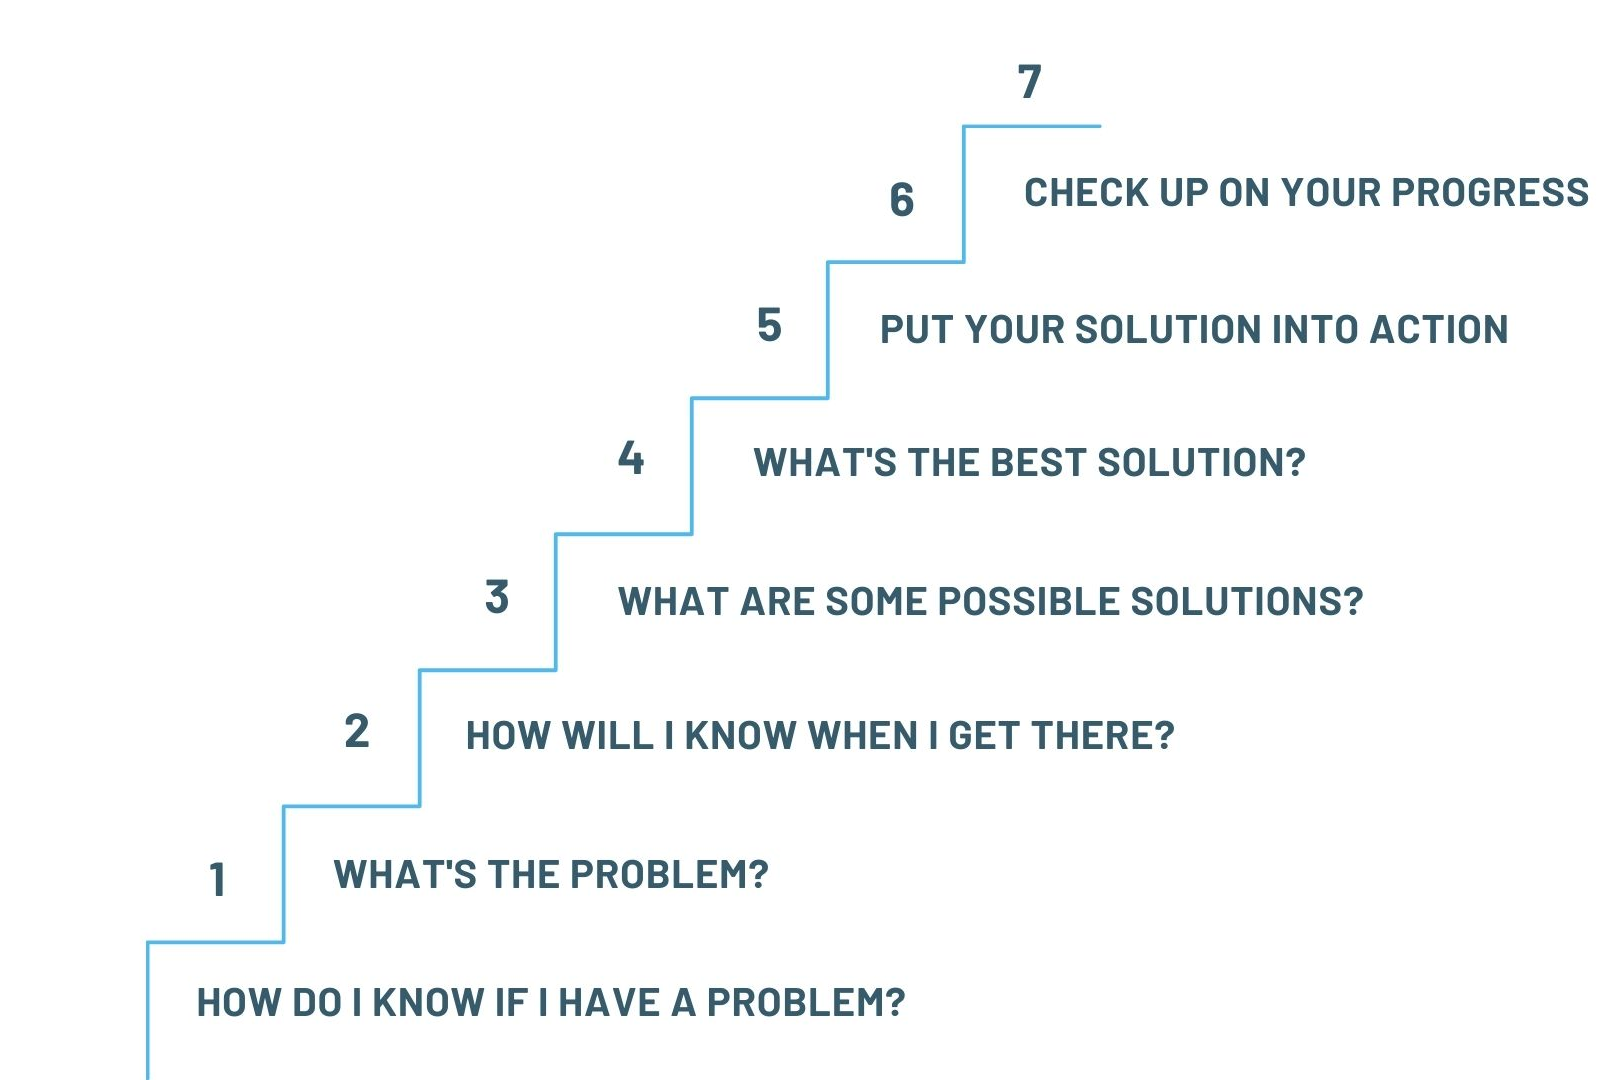 7
CHECK UP ON YOUR PROGRESS
6
PUT YOUR SOLUTION INTO ACTION
5
WHAT'S THE BEST SOLUTION?
4
WHAT ARE SOME POSSIBLE SOLUTIONS?
3
HOW WILL I KNOW WHEN I GET THERE?
2
WHAT'S THE PROBLEM?
1
HOW DO I KNOW IF I HAVE A PROBLEM?